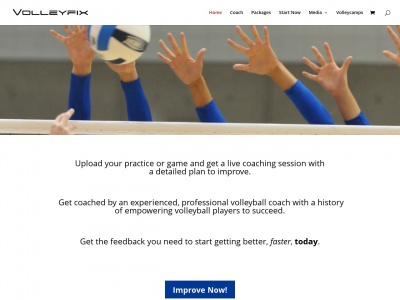 VOLLEYFIX
Home Coach Packages Start Now Media Volleycamps
Upload your practice or game and get a live coaching session with
a detailed plan to improve.
Get coached by an experienced, professional volleyball coach with a history
of empowering volleyball players to succeed.
Get the feedback you need to start getting better, faster, today.
Improve Now!